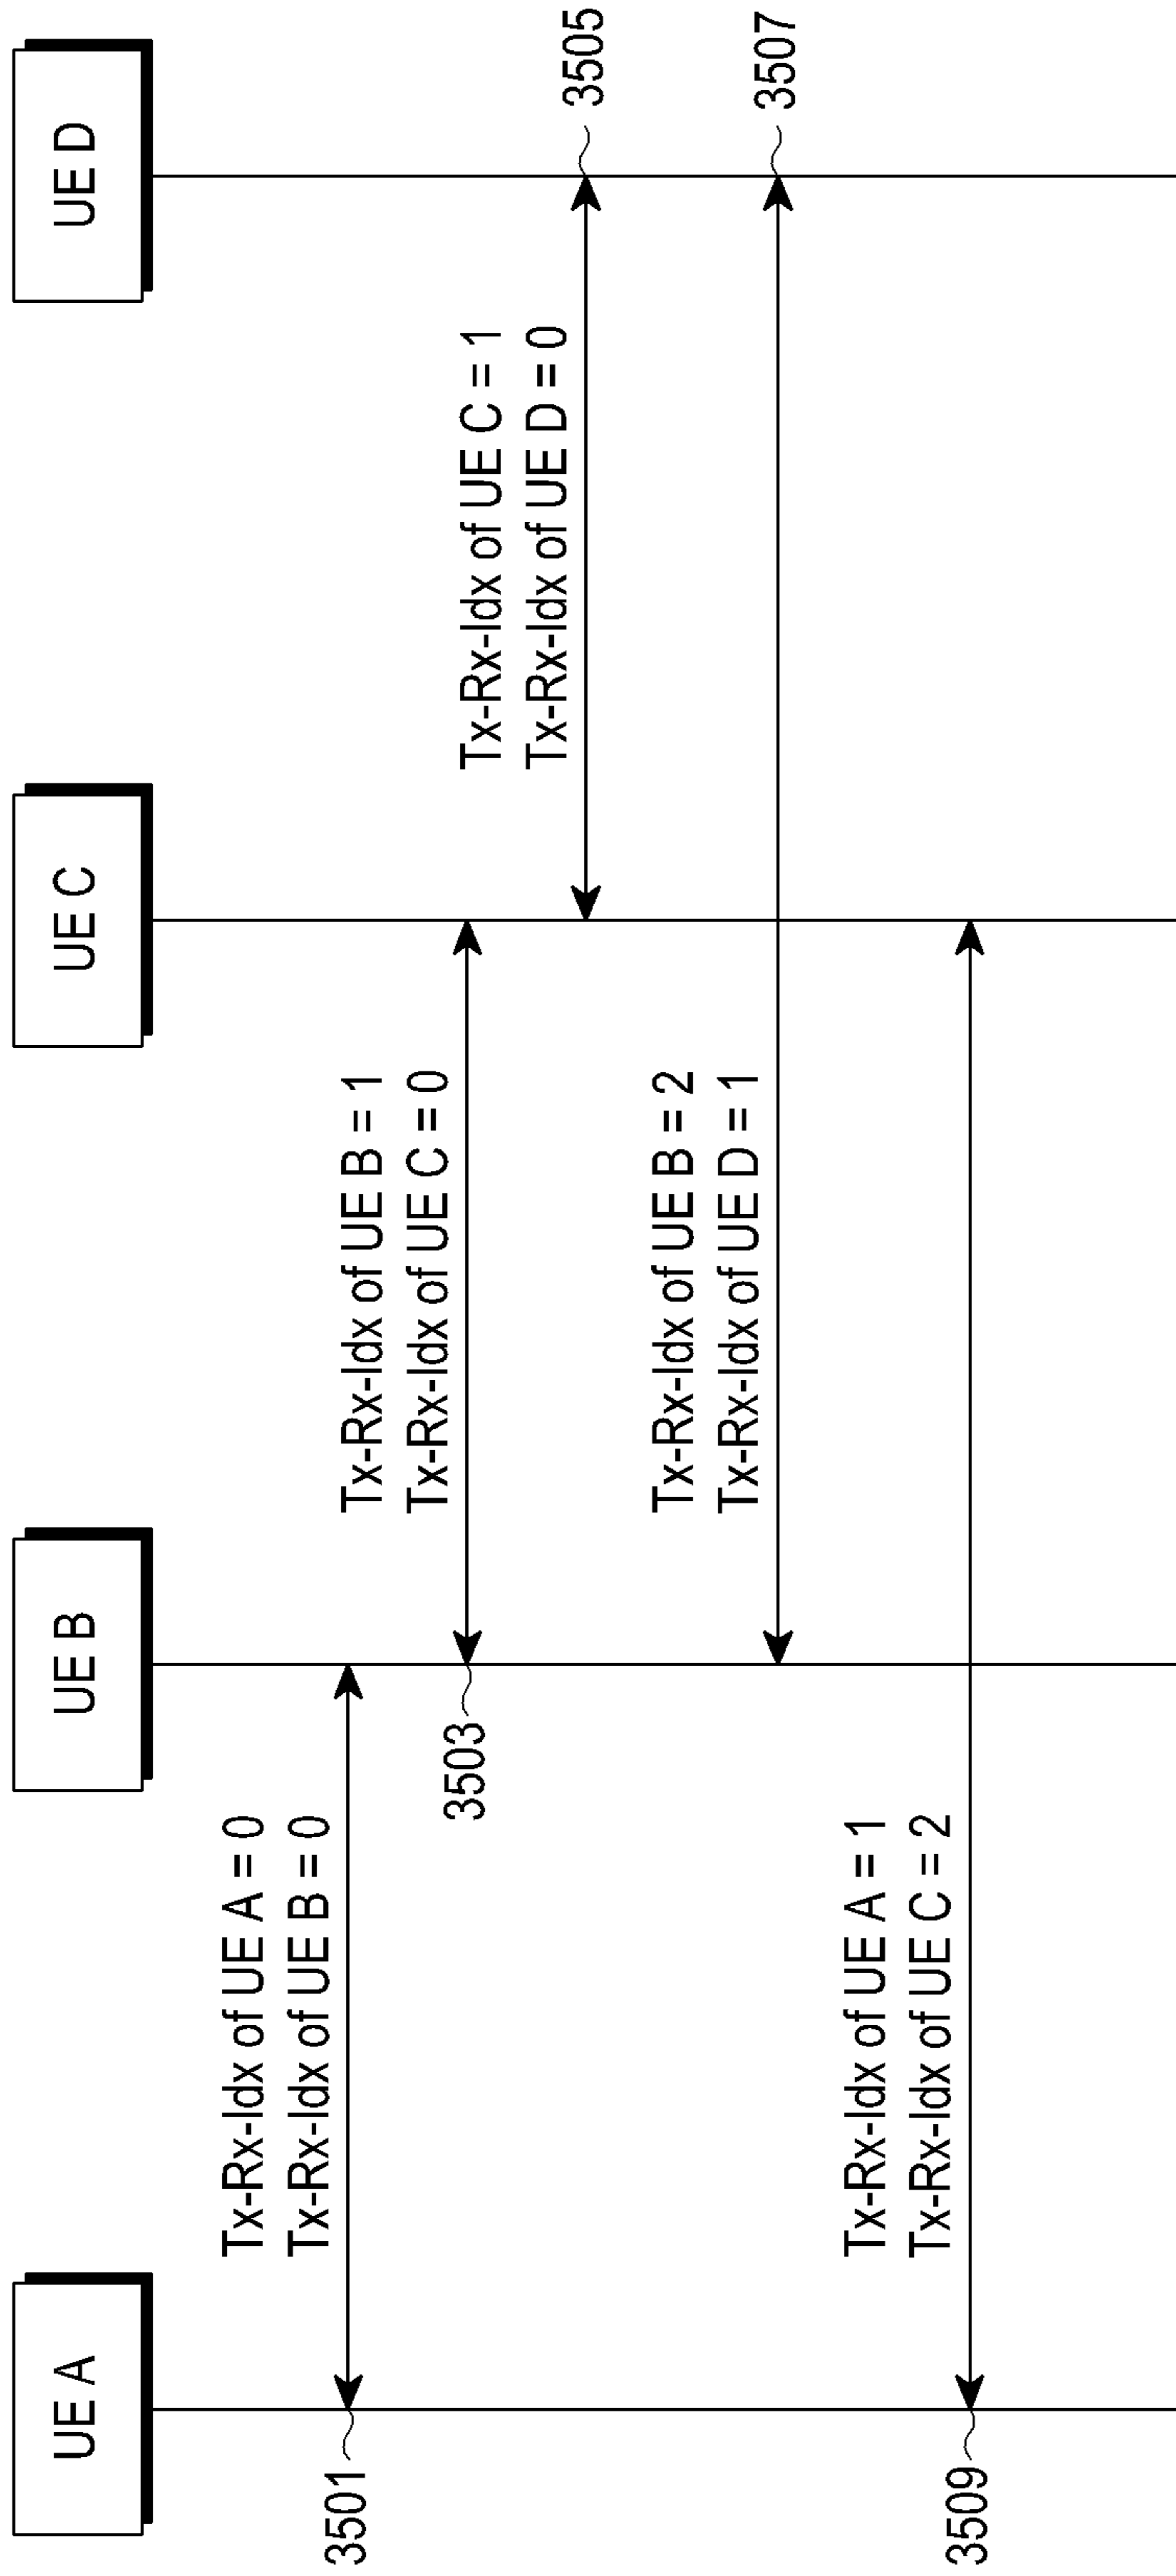 UE A
UE B
UE C
UE D
Tx-Rx-Idx of UE A = 0
Tx-Rx-Idx of UE B = 0
3501
Tx-Rx-Idx of UE B = 1
Tx-Rx-Idx of UE C = 0
3503
Tx-Rx-Idx of UE C = 1
Tx-Rx-Idx of UE D = 0
3505
Tx-Rx-Idx of UE B = 2
Tx-Rx-Idx of UE D = 1
3507
Tx-Rx-Idx of UE A = 1
Tx-Rx-Idx of UE C = 2
3509